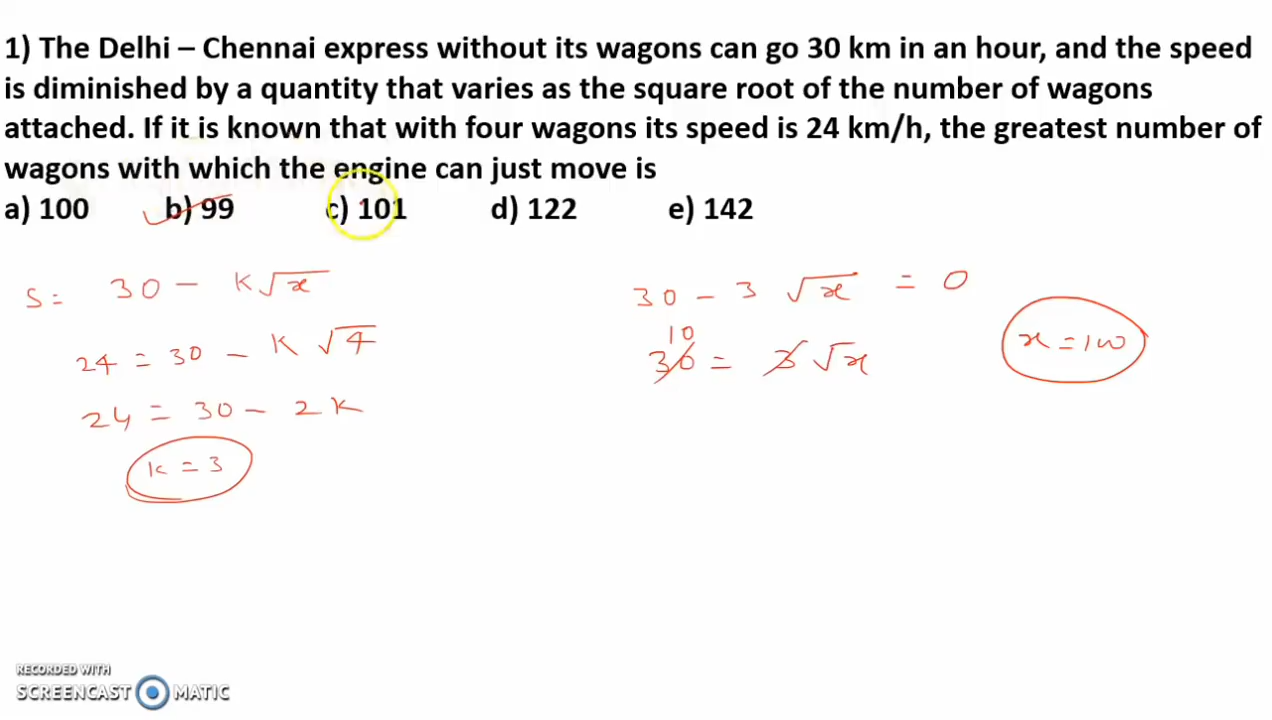 1) The Delhi – Chennai express without its wagons can go 30 km in an hour, and the speed
is diminished by a quantity that varies as the square root of the number of wagons
attached. If it is known that with four wagons its speed is 24 km/h, the greatest number of
wagons with which the engine can just move is
a) 100 b) 99 c) 101 d) 122 e) 142
S = 30 - K√x
24 = 30 - K√4
24 = 30 - 2K
K = 3
30 - 3√x = 0
10
30 = 3√x
x = 100
RECORDED WITH
SCREENCAST MATIC